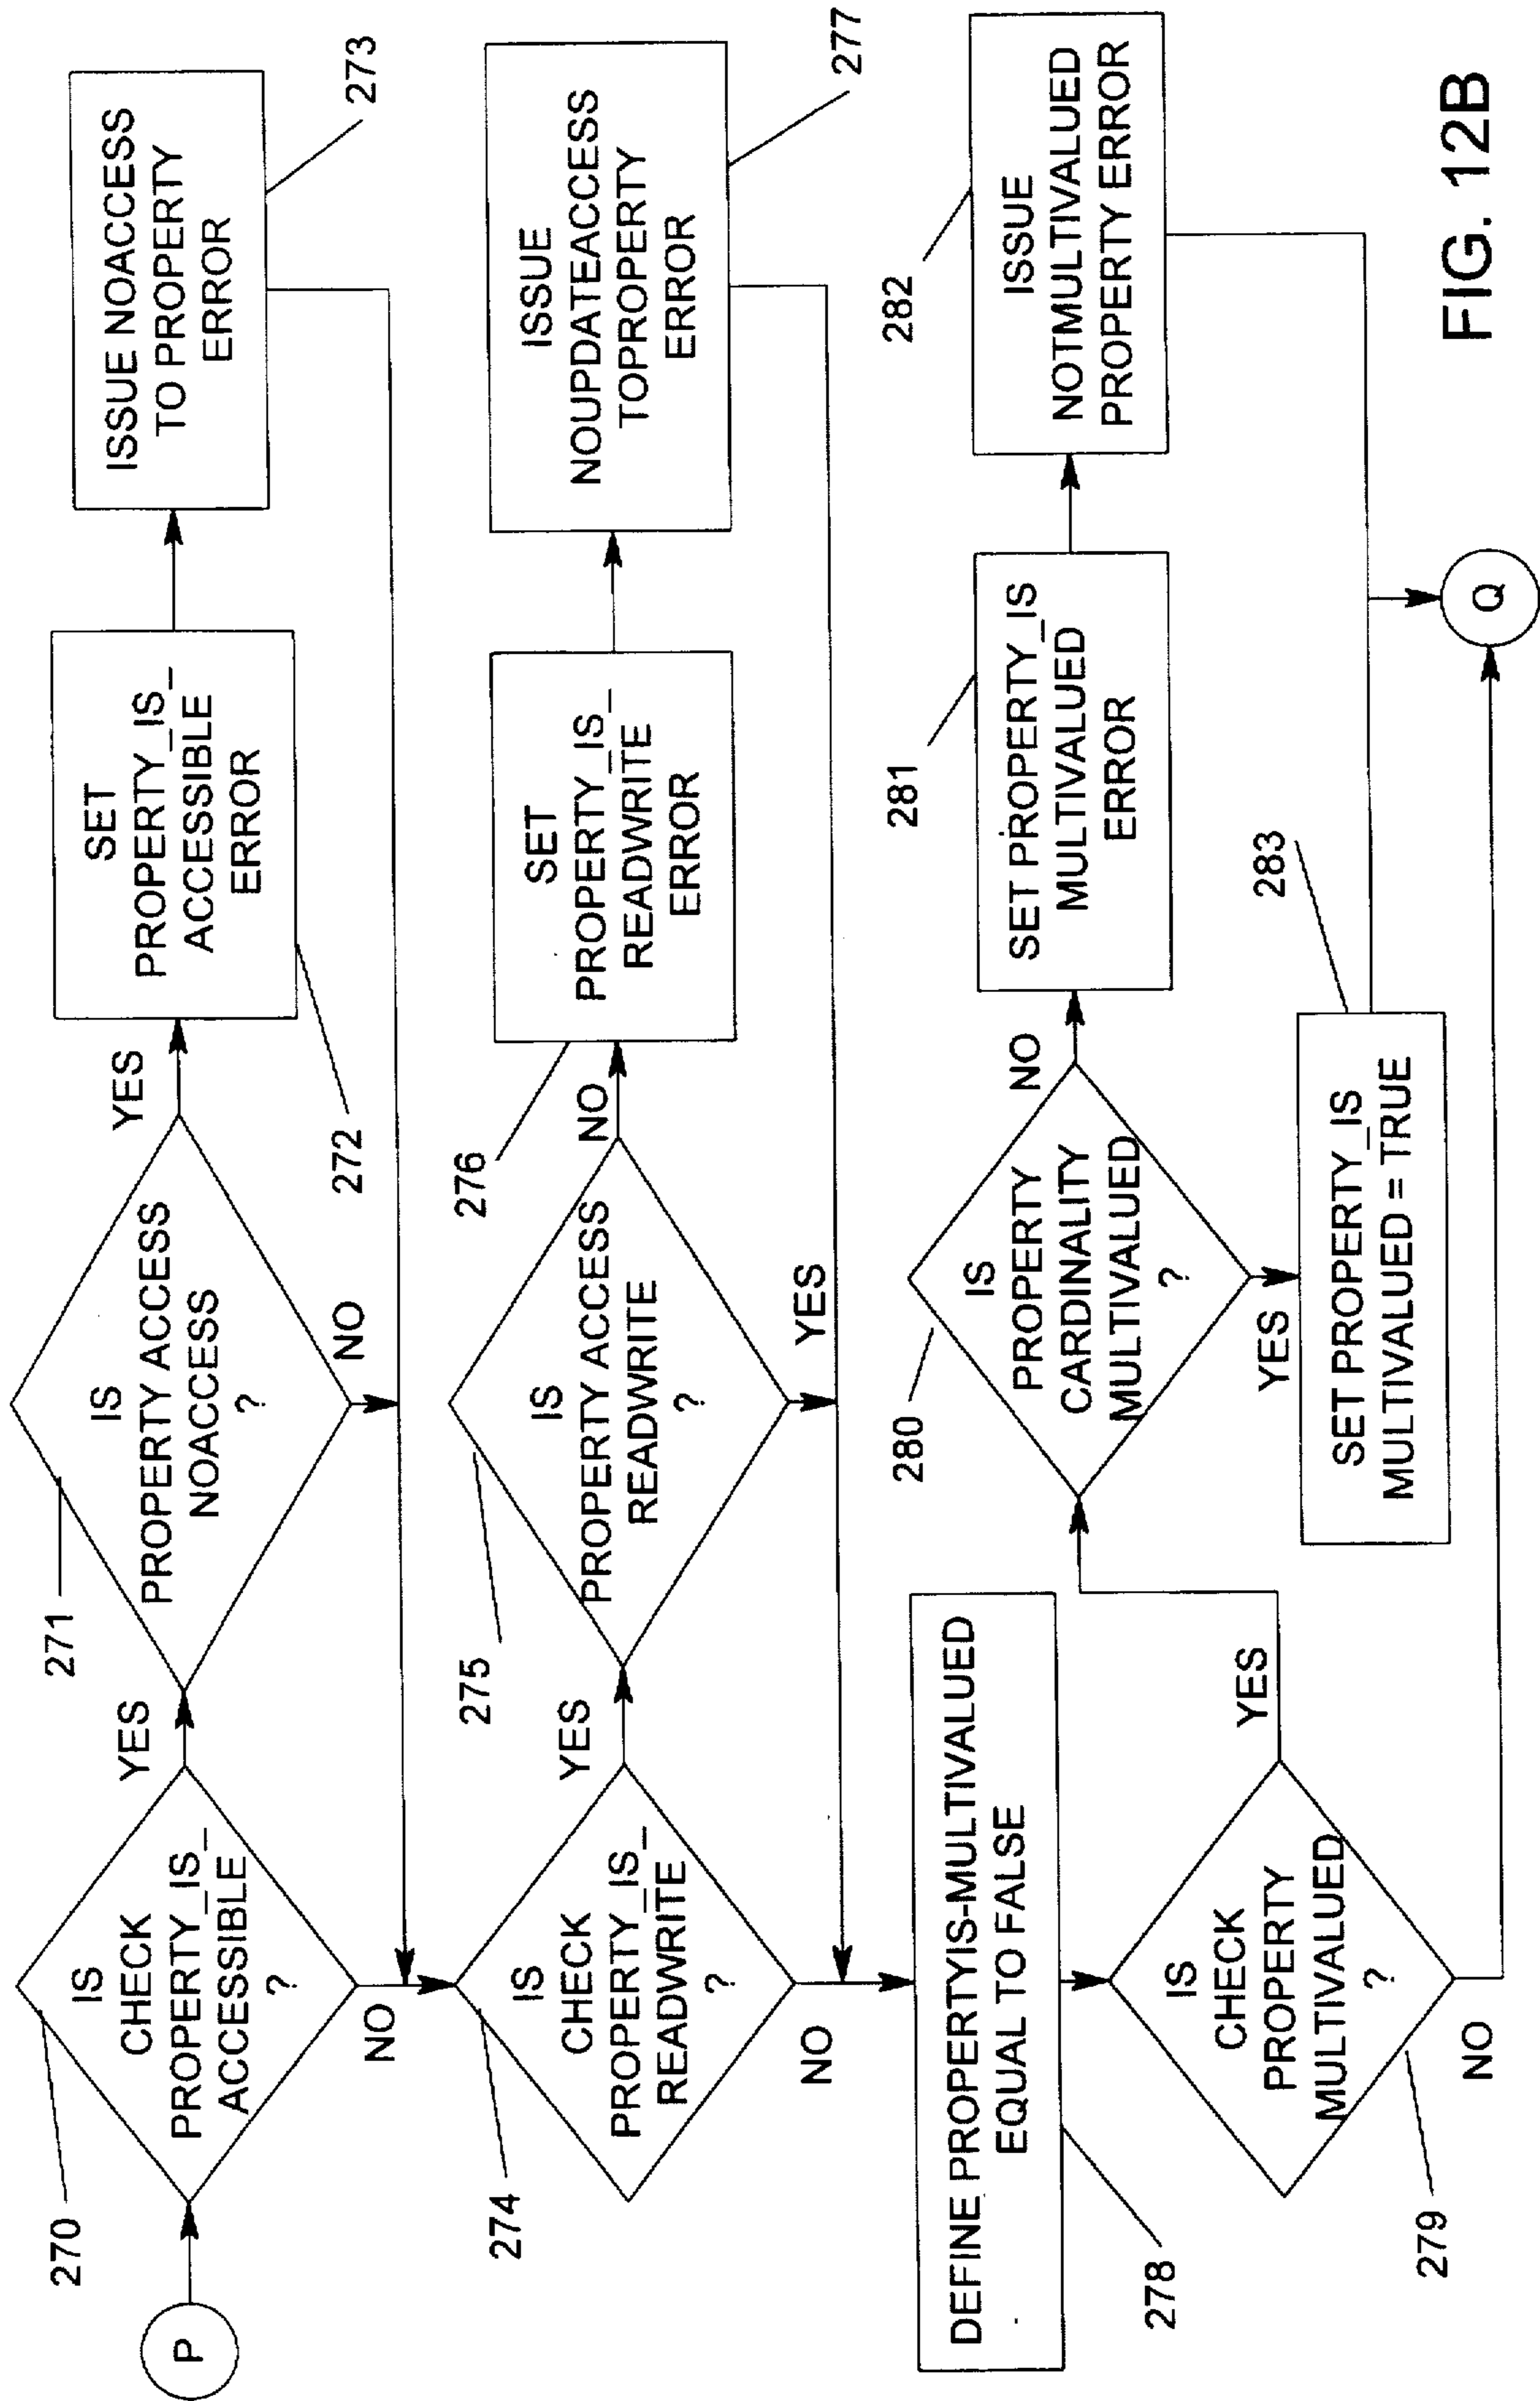 P
270
IS
CHECK
PROPERTY_IS_
ACCESSIBLE
?
YES
NO
271
IS
PROPERTY ACCESS
NOACCESS
?
YES
NO
272
SET
PROPERTY_IS_
ACCESSIBLE
ERROR
273
ISSUE NOACCESS
TO PROPERTY
ERROR
274
IS
CHECK
PROPERTY_IS_
READWRITE
?
YES
NO
275
IS
PROPERTY ACCESS
READWRITE
?
NO
YES
276
SET
PROPERTY_IS_
READWRITE
ERROR
277
ISSUE
NOUPDATEACCESS
TOPROPERTY
ERROR
278
DEFINE PROPERTYIS-MULTIVALUED
EQUAL TO FALSE
279
IS
CHECK
PROPERTY
MULTIVALUED
?
YES
NO
280
IS
PROPERTY
CARDINALITY
MULTIVALUED
?
NO
YES
281
SET PROPERTY_IS
MULTIVALUED
ERROR
282
ISSUE
NOTMULTIVALUED
PROPERTY ERROR
283
SET PROPERTY_IS
MULTIVALUED = TRUE
Q
FIG. 12B